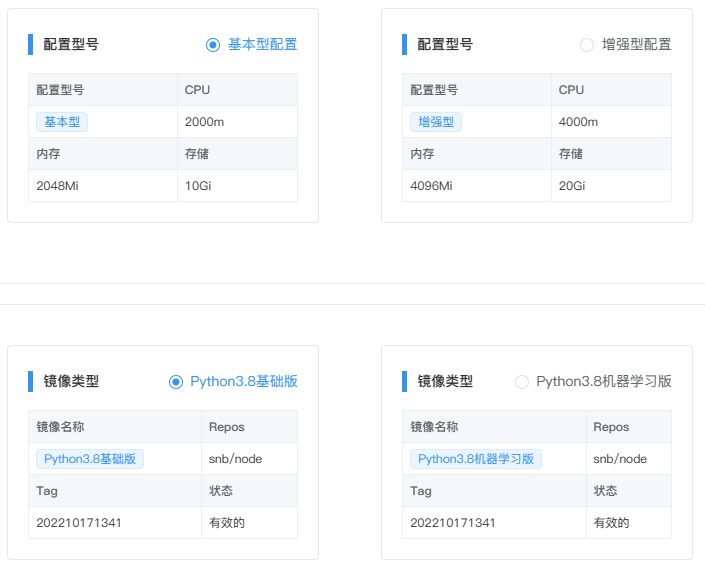 配置型号 基本型配置
配置型号 CPU
基本型 2000m
内存 存储
2048Mi 10Gi
配置型号 增强型配置
配置型号 CPU
增强型 4000m
内存 存储
4096Mi 20Gi
镜像类型 Python3.8基础版
镜像名称 Repos
Python3.8基础版 snb/node
Tag 状态
202210171341 有效的
镜像类型 Python3.8机器学习版
镜像名称 Repos
Python3.8机器学习版 snb/node
Tag 状态
202210171341 有效的